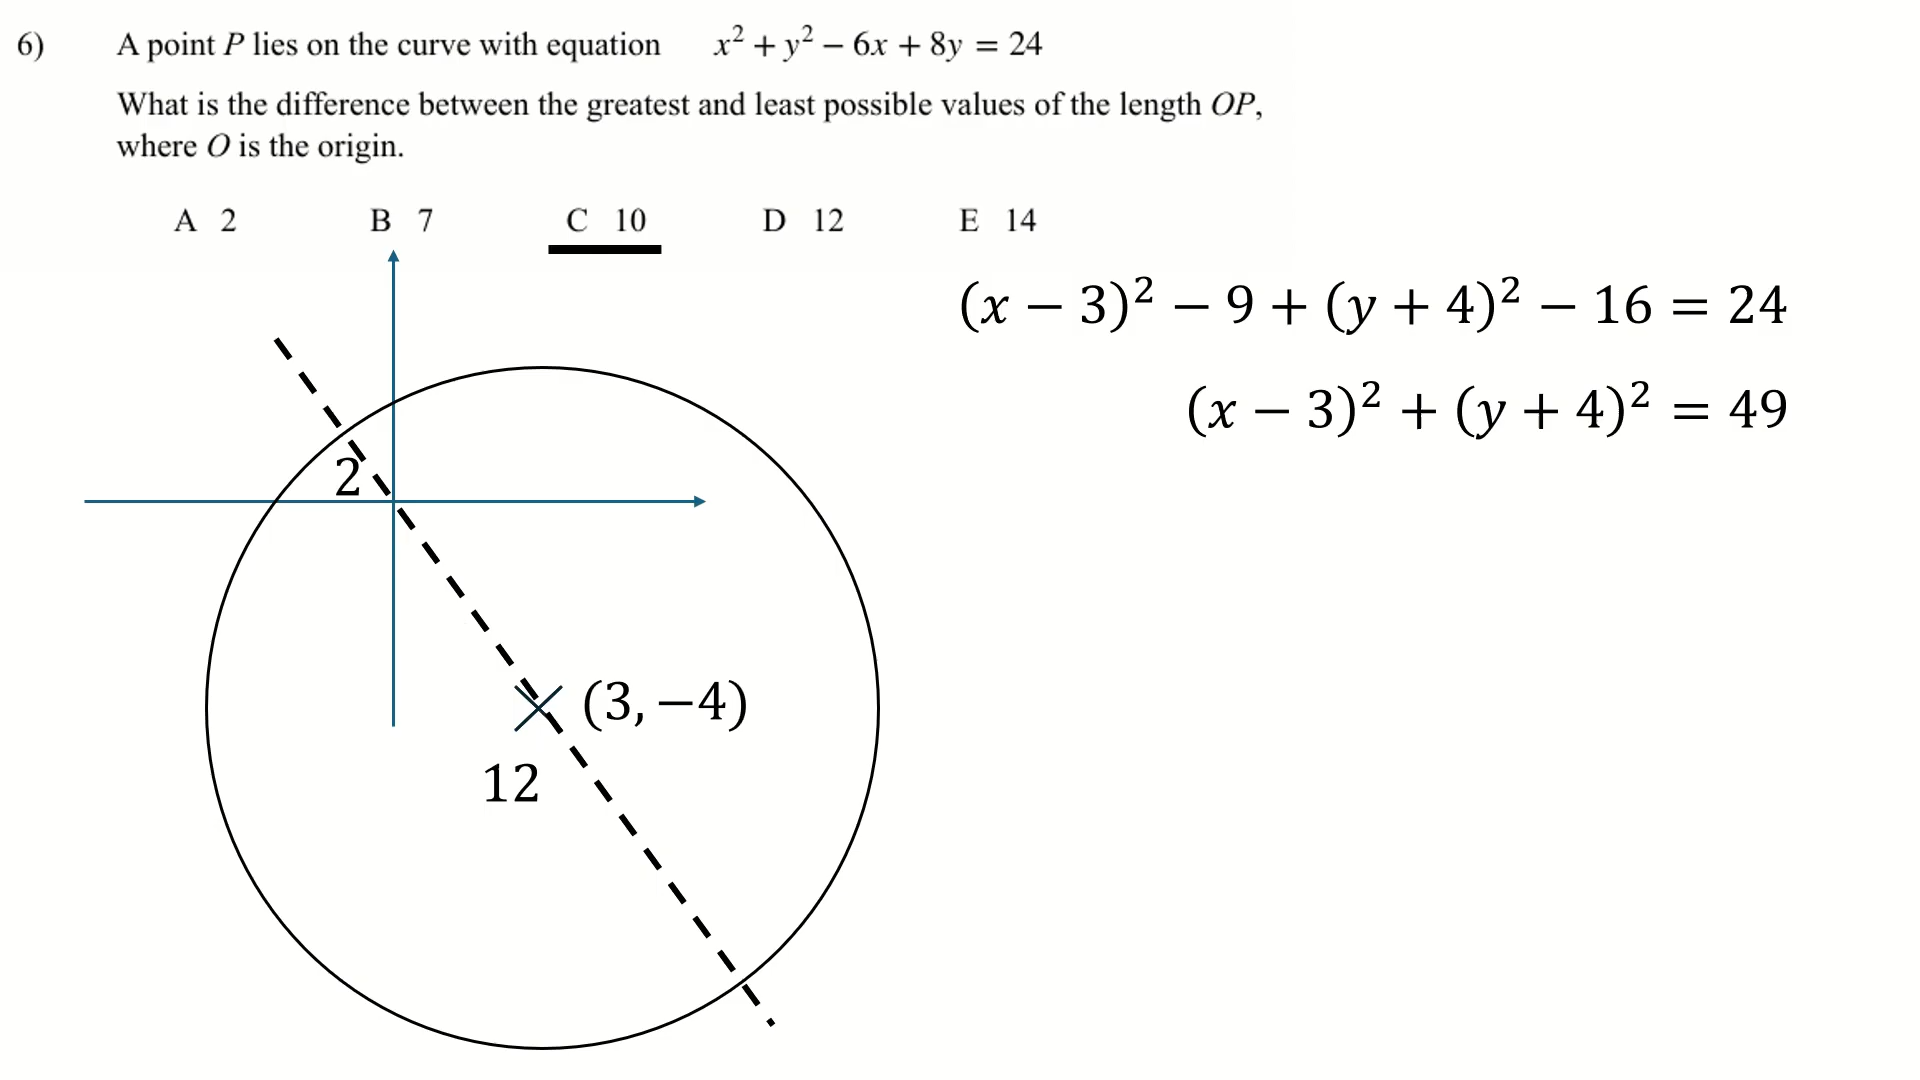 6) A point P lies on the curve with equation x² + y² − 6x + 8y = 24
What is the difference between the greatest and least possible values of the length OP,
where O is the origin.
A 2 B 7 C 10 D 12 E 14
(x − 3)² − 9 + (y + 4)² − 16 = 24
(x − 3)² + (y + 4)² = 49
2
(3, −4)
12